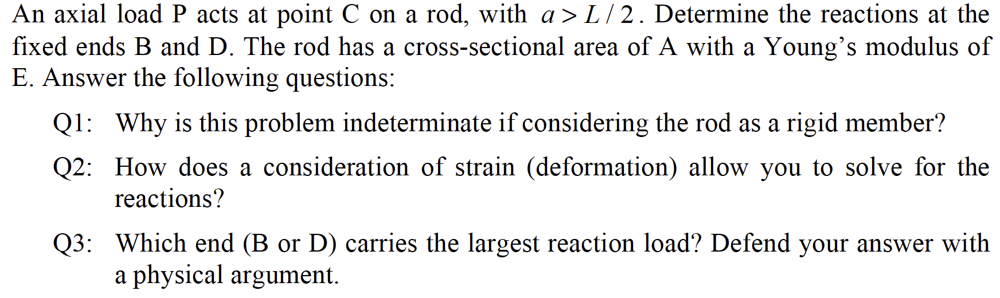 An axial load P acts at point C on a rod, with a > L / 2. Determine the reactions at the
fixed ends B and D. The rod has a cross-sectional area of A with a Young’s modulus of
E. Answer the following questions:
Q1: Why is this problem indeterminate if considering the rod as a rigid member?
Q2: How does a consideration of strain (deformation) allow you to solve for the
reactions?
Q3: Which end (B or D) carries the largest reaction load? Defend your answer with
a physical argument.